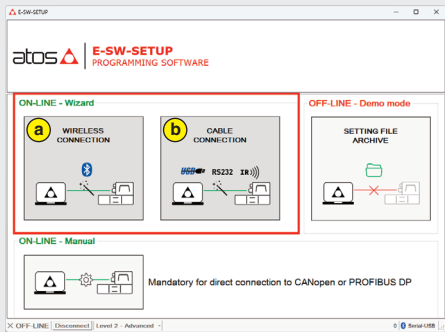 E-SW-SETUP
atos
E-SW-SETUP
PROGRAMMING SOFTWARE
ON-LINE - Wizard
OFF-LINE - Demo mode
a
WIRELESS
CONNECTION
b
CABLE
CONNECTION
USB RS232 IR
SETTING FILE
ARCHIVE
ON-LINE - Manual
Mandatory for direct connection to CANopen or PROFIBUS DP
OFF-LINE Disconnect Level 2 - Advanced
0 Serial-USB